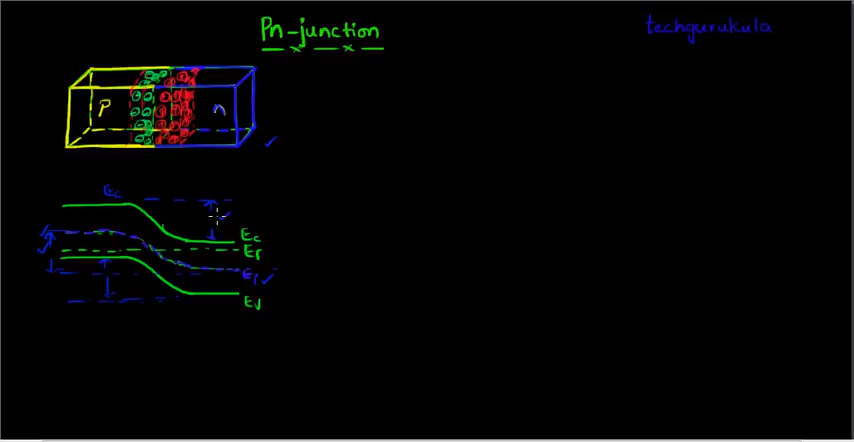 Pn-junction
techgurukula
P
n
Ec
Ec
EF
Ei
Ev